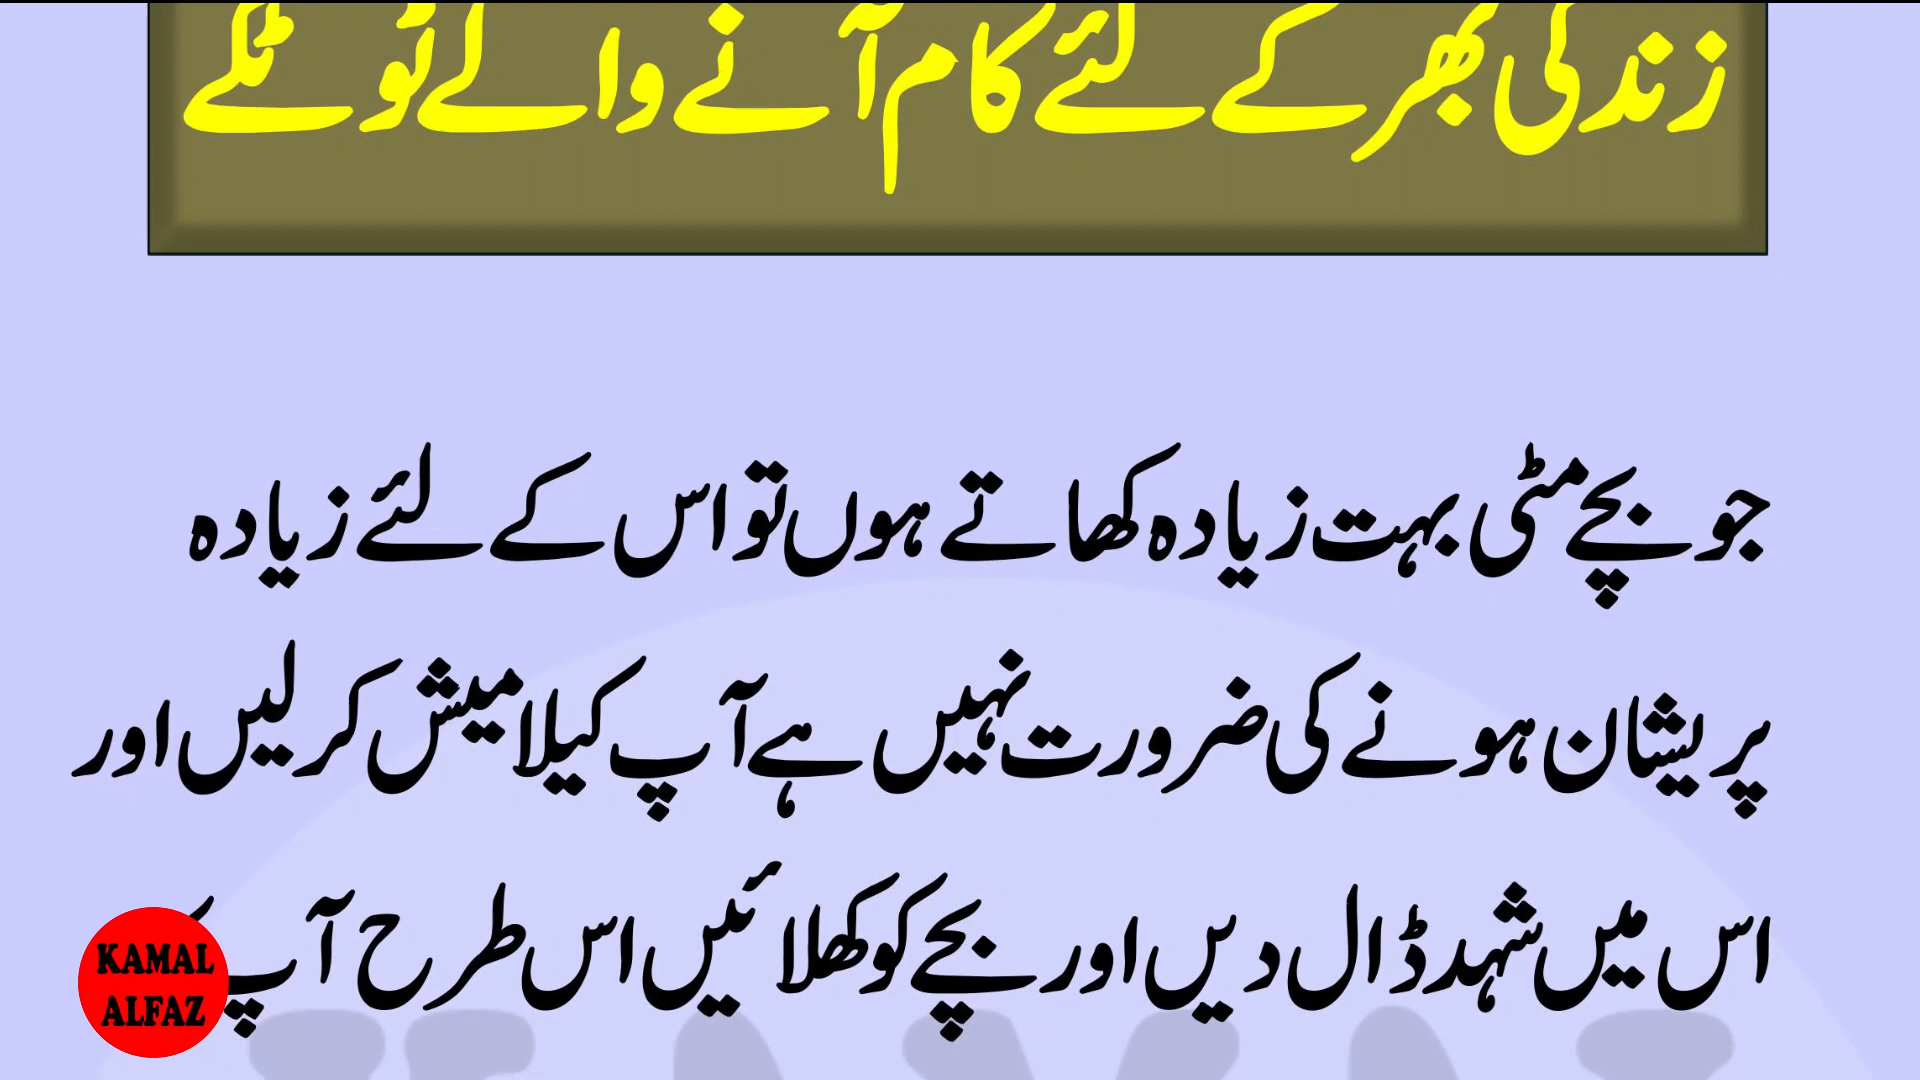 زندگی بھر کے لئے کام آنے والے ٹوٹکے
جو بچے مٹی بہت زیادہ کھاتے ہوں تو اس کے لئے زیادہ
پریشان ہونے کی ضرورت نہیں ہے آپ کیلا میش کر لیں اور
اس میں شہد ڈال دیں اور بچے کو کھلائیں اس طرح آپ
KAMAL
ALFAZ